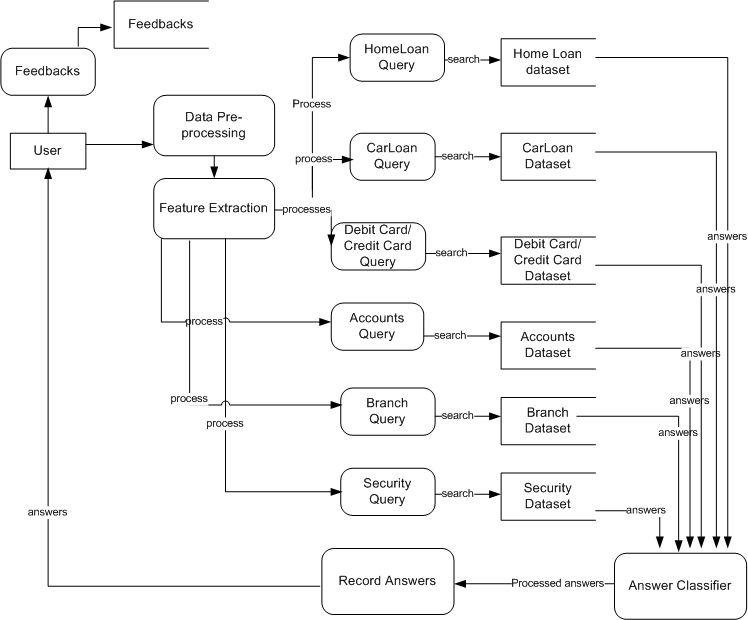 Feedbacks
Feedbacks
User
Data Pre-
processing
Feature Extraction
Process
process
processes
process
process
process
HomeLoan
Query
search
Home Loan
dataset
CarLoan
Query
search
CarLoan
Dataset
Debit Card/
Credit Card
Query
search
Debit Card/
Credit Card
Dataset
Accounts
Query
search
Accounts
Dataset
Branch
Query
search
Branch
Dataset
Security
Query
search
Security
Dataset
answers
answers
answers
answers
answers
answers
answers
Record Answers
Processed answers
Answer Classifier